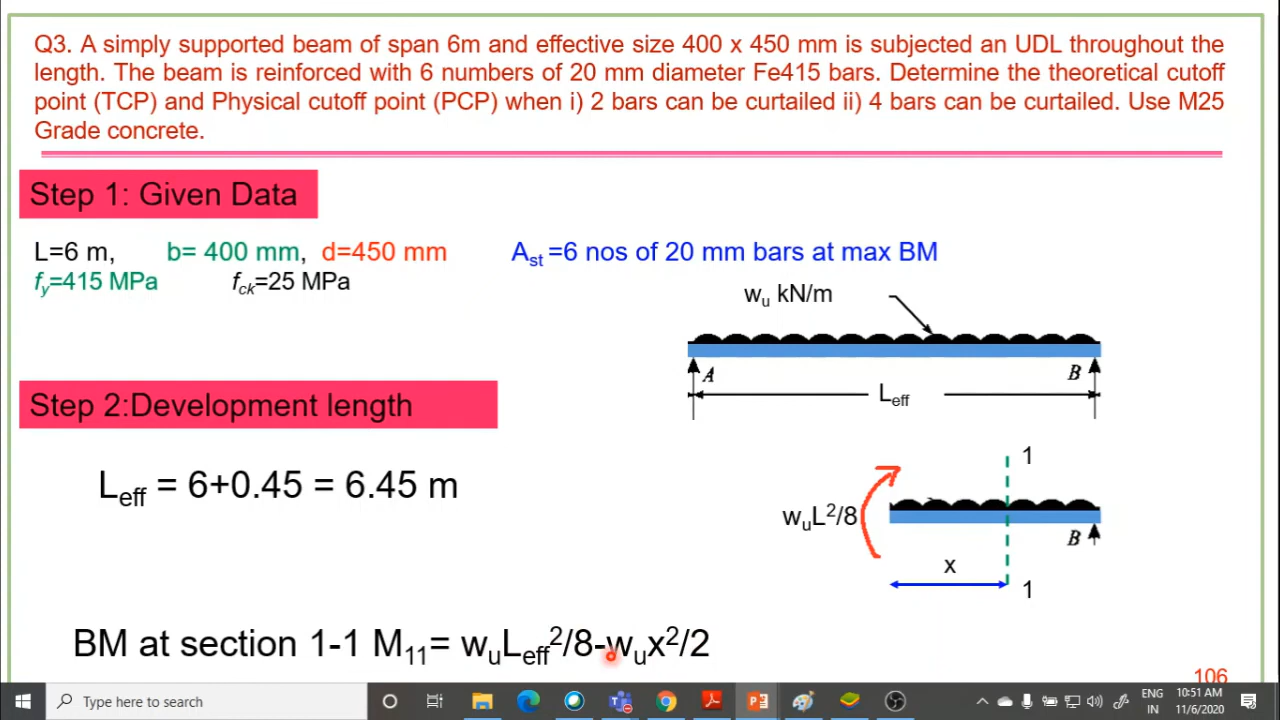 Q3. A simply supported beam of span 6m and effective size 400 x 450 mm is subjected an UDL throughout the
length. The beam is reinforced with 6 numbers of 20 mm diameter Fe415 bars. Determine the theoretical cutoff
point (TCP) and Physical cutoff point (PCP) when i) 2 bars can be curtailed ii) 4 bars can be curtailed. Use M25
Grade concrete.
Step 1: Given Data
L=6 m, b= 400 mm, d=450 mm Ast =6 nos of 20 mm bars at max BM
fy=415 MPa fck=25 MPa
wu kN/m
A B
Leff
Step 2:Development length
Leff = 6+0.45 = 6.45 m
1
wuL²/8
B
x
1
BM at section 1-1 M11= wuLeff²/8-wux²/2
106
Type here to search
ENG
IN
10:51 AM
11/6/2020